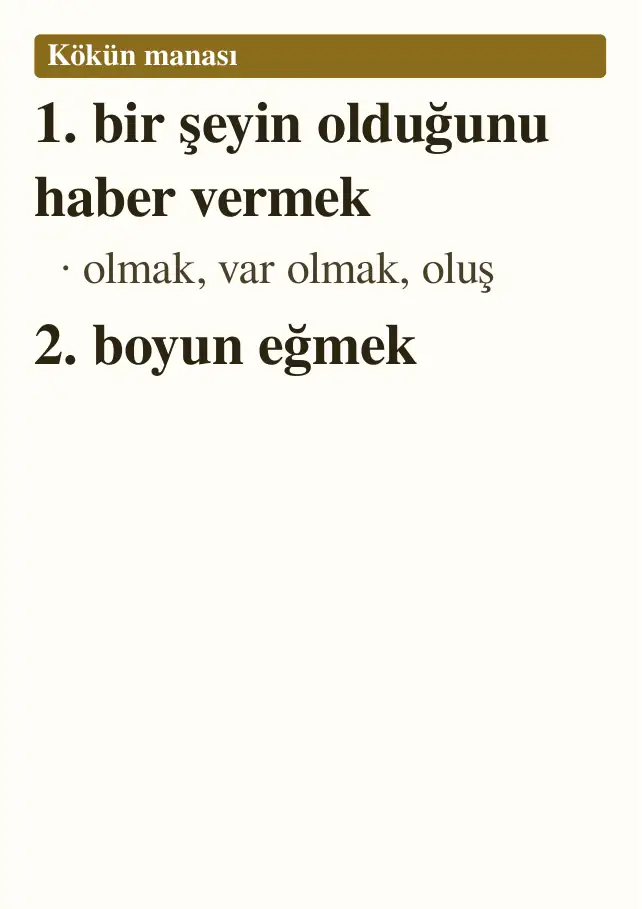 Kökün manası
1. bir şeyin olduğunu
haber vermek
· olmak, var olmak, oluş
2. boyun eğmek